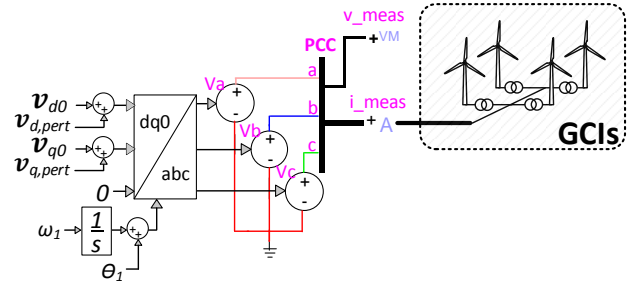 v_meas
PCC
+VM
Va
a
+
-
v_d0
+
+
v_d,pert
dq0
abc
b
i_meas
+
A
Vb
+
-
v_q0
+
+
v_q,pert
c
GCIs
Vc
+
-
0
ω_1
1
s
+
+
Θ_1